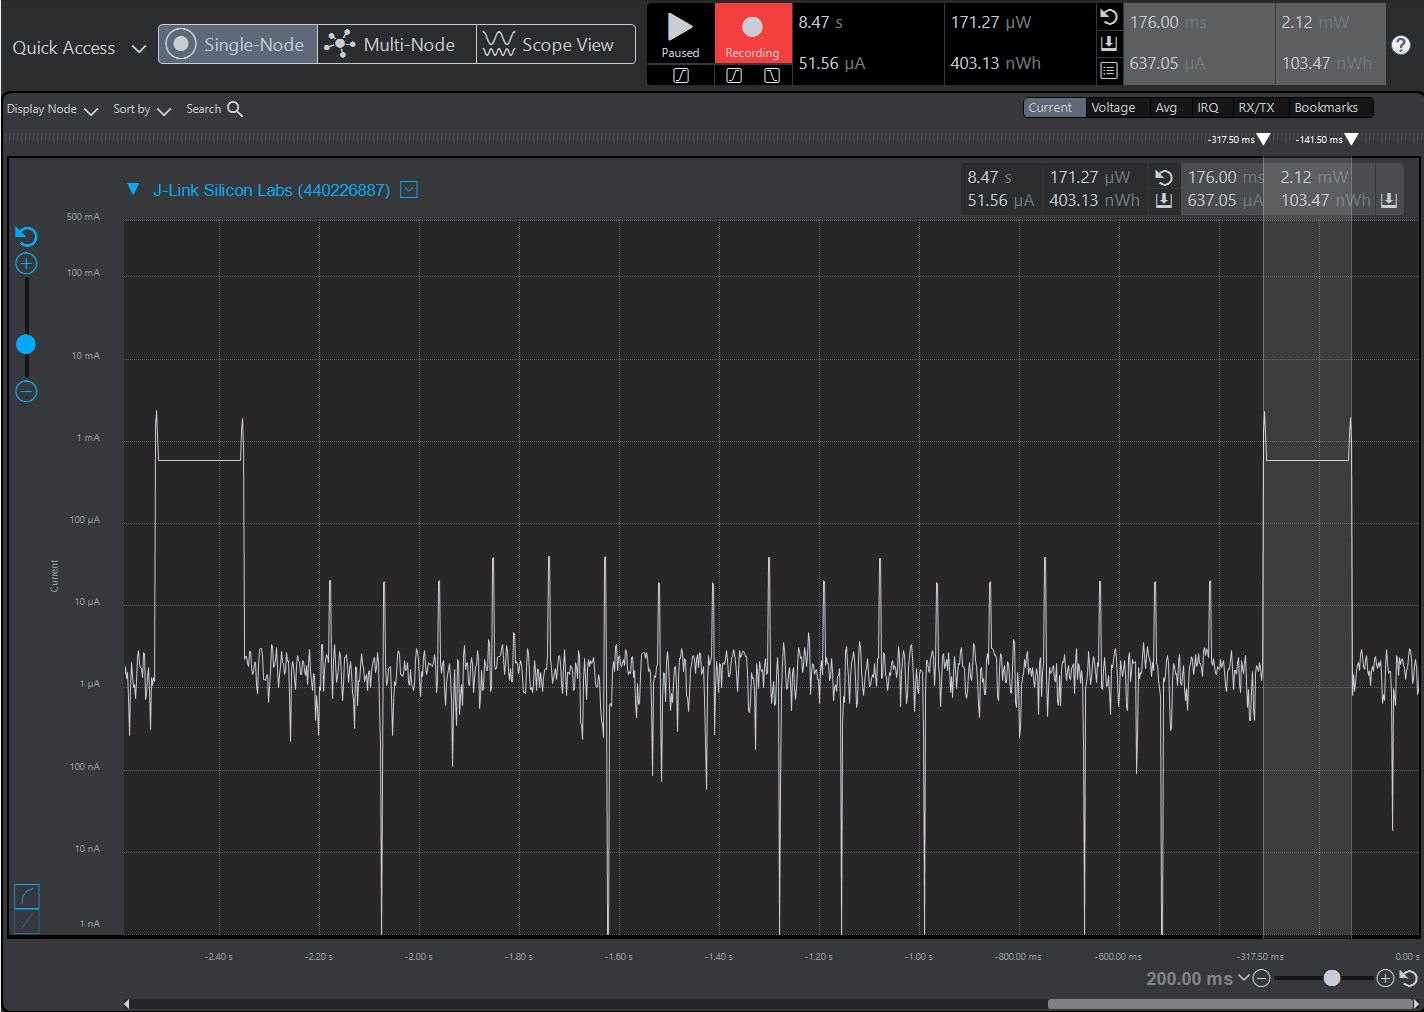 Quick Access
Single-Node
Multi-Node
Scope View
Paused
Recording
8.47 s
51.56 µA
171.27 µW
403.13 nWh
176.00 ms
637.05 µA
2.12 mW
103.47 nWh
?
Display Node
Sort by
Search
Current
Voltage
Avg
IRQ
RX/TX
Bookmarks
-317.50 ms
-141.50 ms
J-Link Silicon Labs (440226887)
8.47 s
51.56 µA
171.27 µW
403.13 nWh
176.00 ms
637.05 µA
2.12 mW
103.47 nWh
500 mA
100 mA
10 mA
1 mA
100 µA
10 µA
1 µA
100 nA
10 nA
1 nA
Current
-2.40 s
-2.20 s
-2.00 s
-1.80 s
-1.60 s
-1.40 s
-1.20 s
-1.00 s
-800.00 ms
-600.00 ms
-317.50 ms
0.00 s
200.00 ms